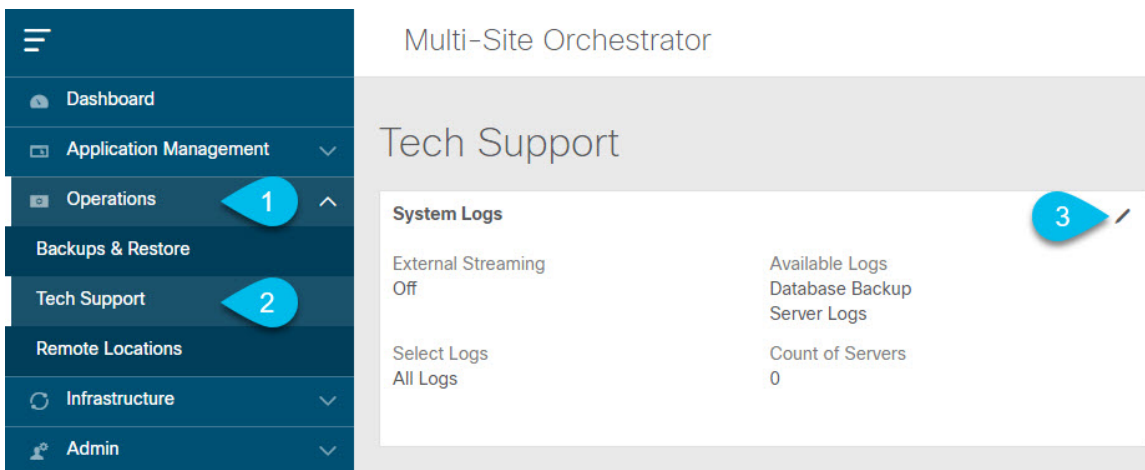 Multi-Site Orchestrator
Dashboard
Application Management
Operations
1
Backups & Restore
Tech Support
2
Remote Locations
Infrastructure
Admin
Tech Support
System Logs
3
External Streaming
Off
Available Logs
Database Backup
Server Logs
Select Logs
All Logs
Count of Servers
0